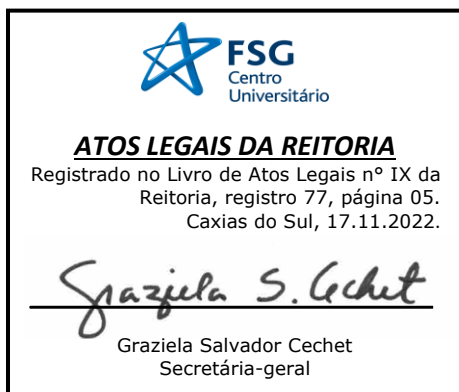 FSG
Centro
Universitário
ATOS LEGAIS DA REITORIA
Registrado no Livro de Atos Legais n° IX da
Reitoria, registro 77, página 05.
Caxias do Sul, 17.11.2022.
Graziela S. Cechet
Graziela Salvador Cechet
Secretária-geral